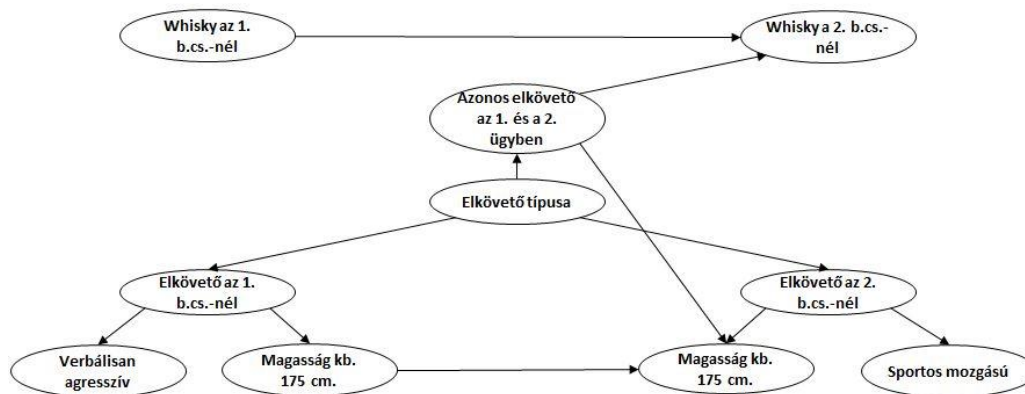 Whisky az 1.
b.cs.-nél
Whisky a 2. b.cs.-
nél
Azonos elkövető
az 1. és a 2.
ügyben
Elkövető típusa
Elkövető az 1.
b.cs.-nél
Elkövető az 2.
b.cs.-nél
Verbálisan
agresszív
Magasság kb.
175 cm.
Magasság kb.
175 cm.
Sportos mozgású